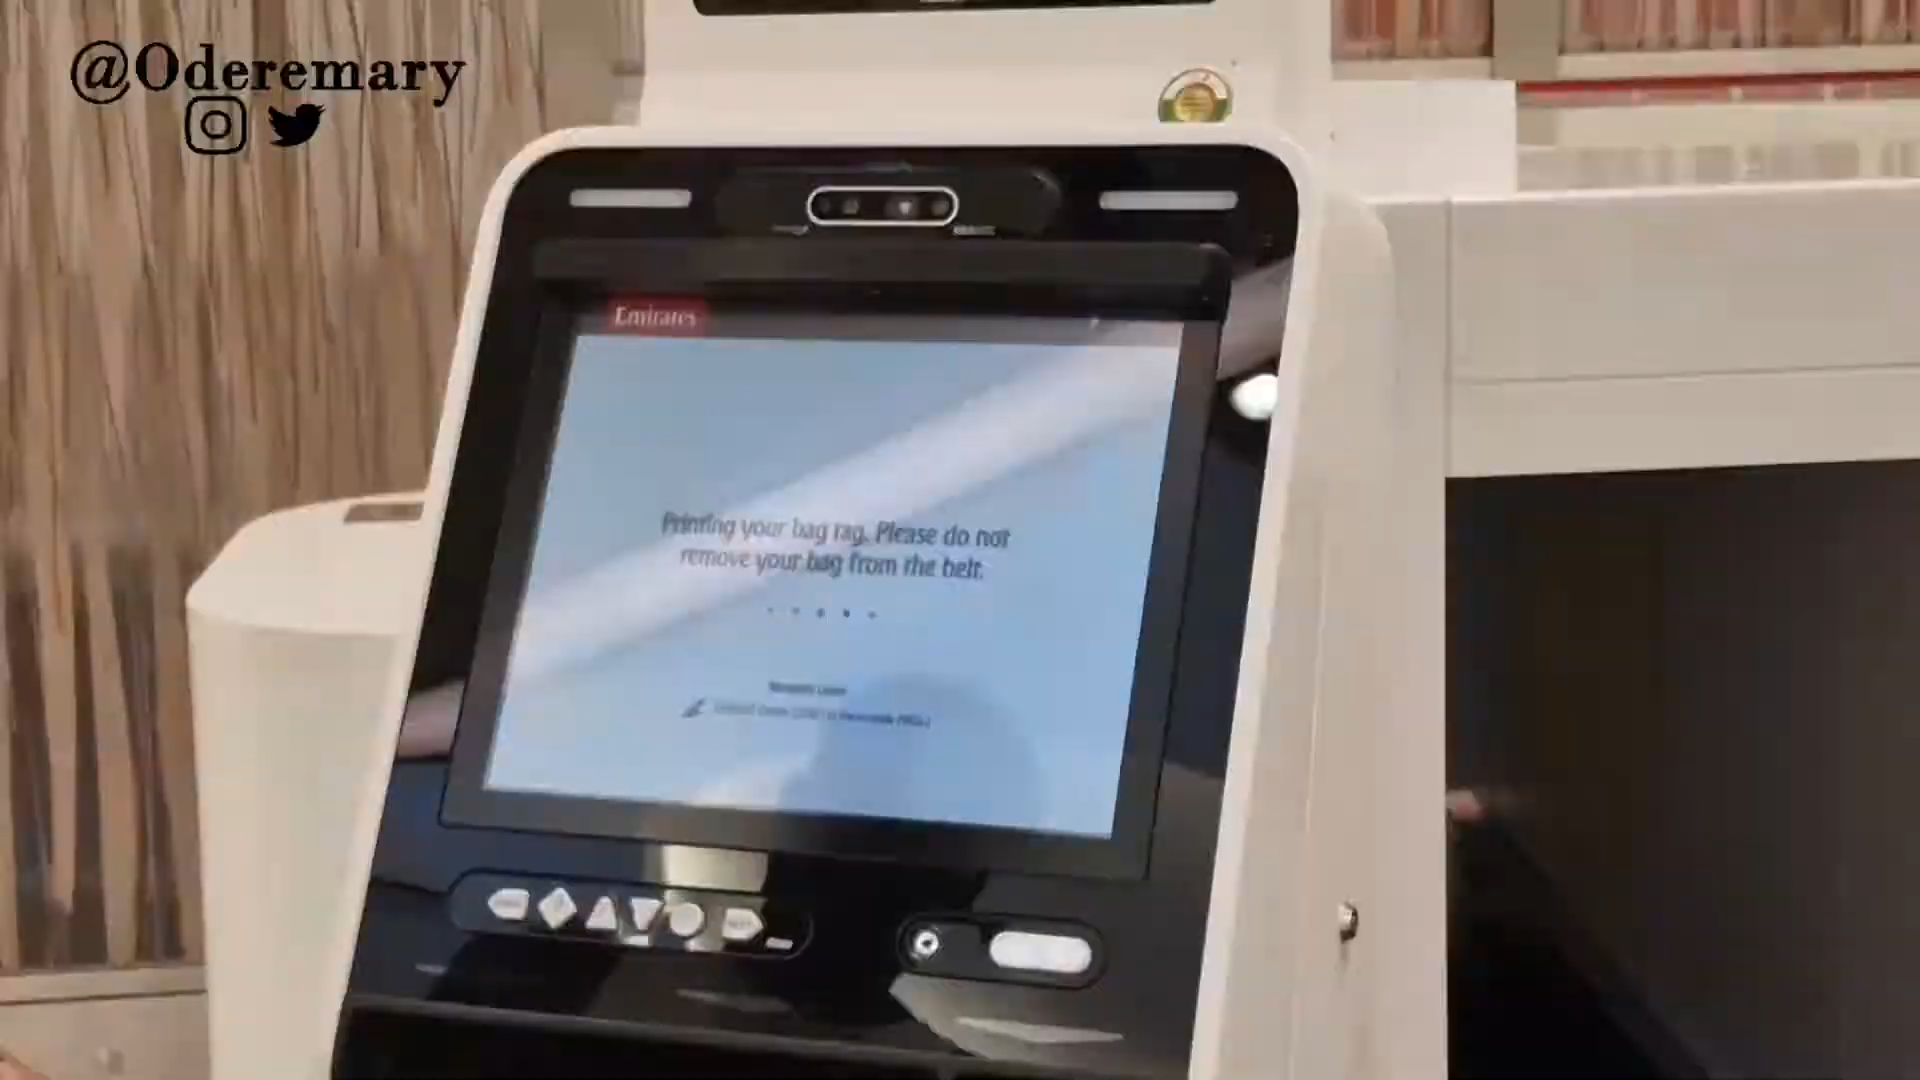 @Oderemary
Emirates
Printing your bag tag. Please do not
remove your bag from the belt.